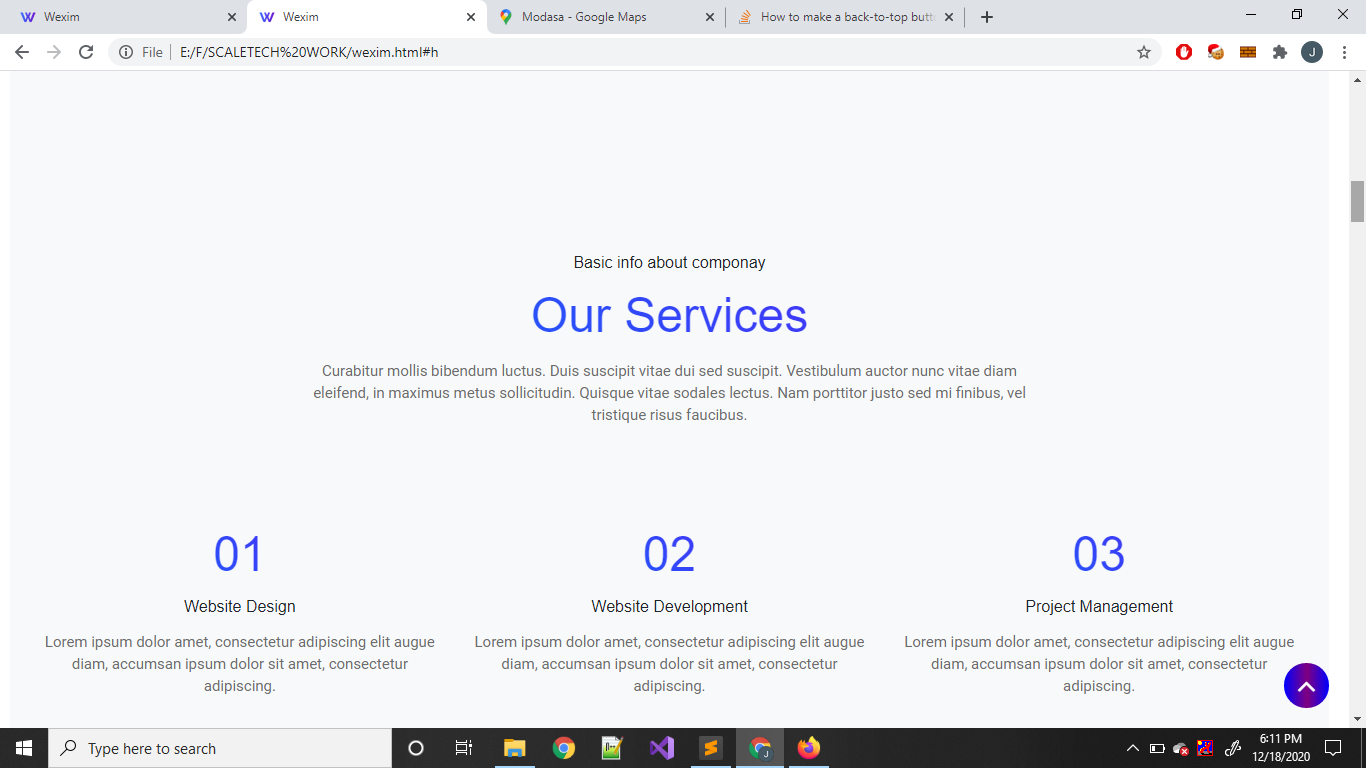 Wexim
Wexim
Modasa - Google Maps
How to make a back-to-top butt
File
E:/F/SCALETECH%20WORK/wexim.html#h
J
Basic info about componay
Our Services
Curabitur mollis bibendum luctus. Duis suscipit vitae dui sed suscipit. Vestibulum auctor nunc vitae diam
eleifend, in maximus metus sollicitudin. Quisque vitae sodales lectus. Nam porttitor justo sed mi finibus, vel
tristique risus faucibus.
01
Website Design
Lorem ipsum dolor amet, consectetur adipiscing elit augue
diam, accumsan ipsum dolor sit amet, consectetur
adipiscing.
02
Website Development
Lorem ipsum dolor amet, consectetur adipiscing elit augue
diam, accumsan ipsum dolor sit amet, consectetur
adipiscing.
03
Project Management
Lorem ipsum dolor amet, consectetur adipiscing elit augue
diam, accumsan ipsum dolor sit amet, consectetur
adipiscing.
Type here to search
6:11 PM
12/18/2020